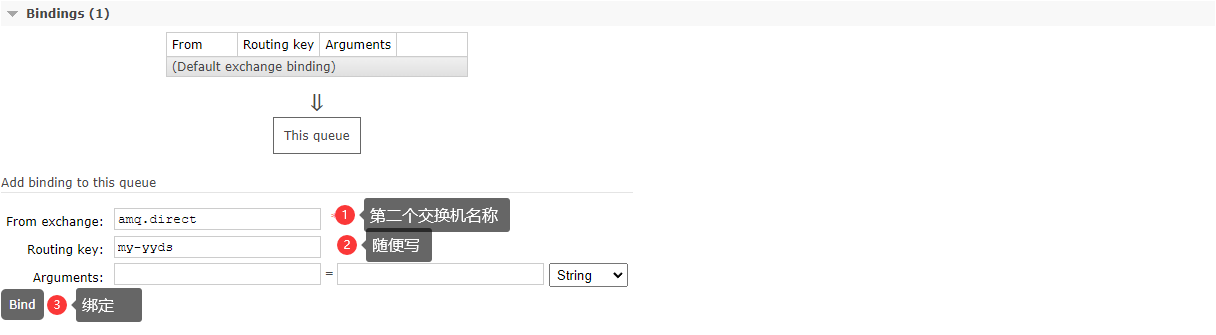 Bindings (1)
From Routing key Arguments
(Default exchange binding)
⇓
This queue
Add binding to this queue
From exchange: amq.direct 1 第二个交换机名称
Routing key: my-yyds 2 随便写
Arguments: = String
Bind 3 绑定